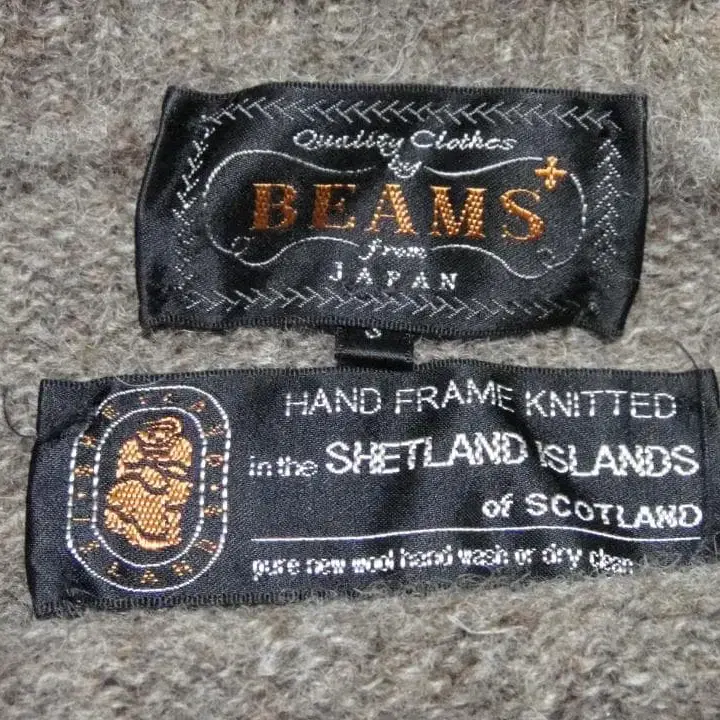 Quality Clothes
by
BEAMS+
from
JAPAN
S
HAND FRAME KNITTED
in the SHETLAND ISLANDS
of SCOTLAND
pure new wool hand wash or dry clean